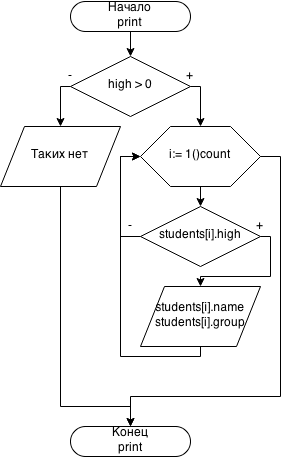 Начало
print
-
+
high > 0
Таких нет
i:= 1()count
-
+
students[i].high
students[i].name
students[i].group
Конец
print